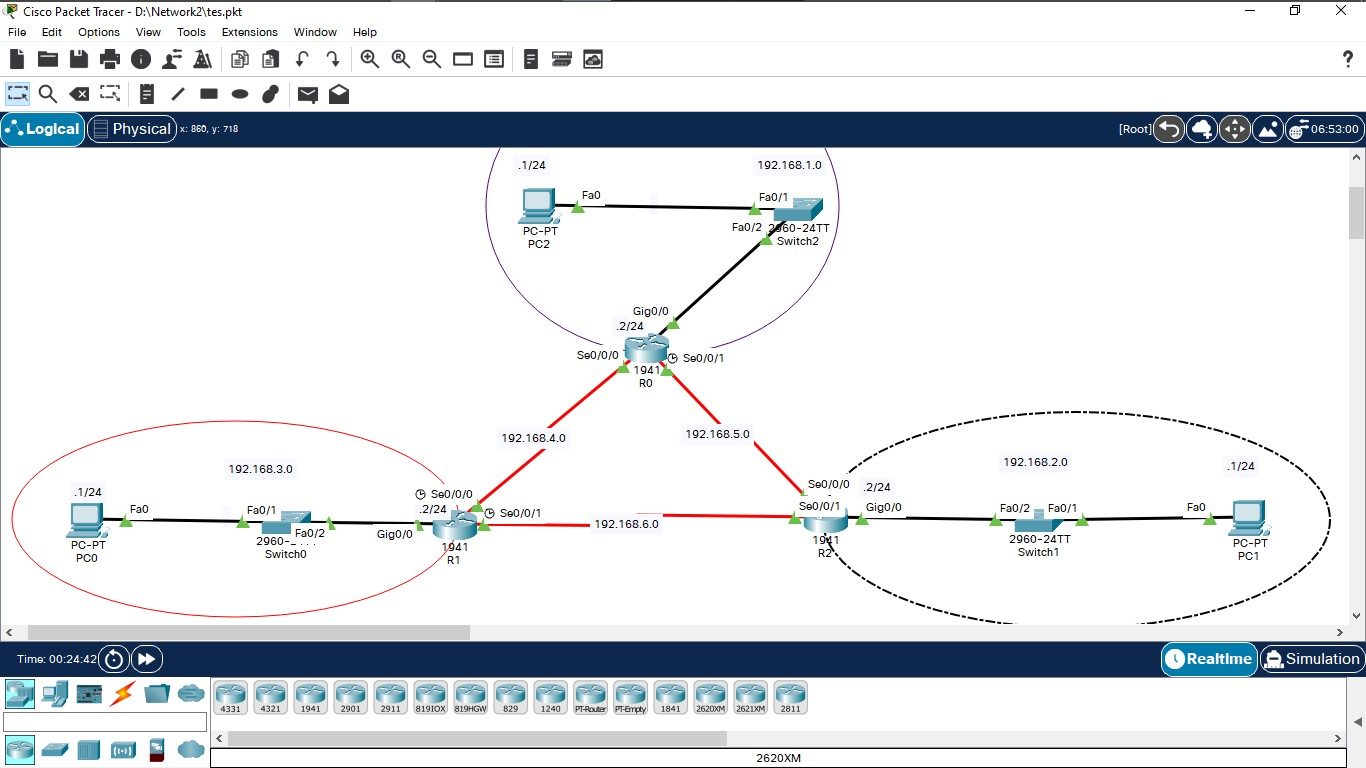 Cisco Packet Tracer - D:\Network2\tes.pkt
File Edit Options View Tools Extensions Window Help
Logical Physical x: 860, y: 718 [Root] 06:53:00
.1/24 192.168.1.0
Fa0 Fa0/1
PC-PT
PC2
Fa0/2 2960-24TT
Switch2
Gig0/0
.2/24
Se0/0/0 Se0/0/1
1941
R0
192.168.4.0 192.168.5.0
192.168.3.0 192.168.2.0
.1/24 .1/24
Se0/0/0 Se0/0/0
.2/24 .2/24
Fa0 Fa0/1 Fa0/2 Gig0/0 Se0/0/1
PC-PT
PC0
2960-
Switch0
1941
R1
192.168.6.0
Se0/0/1 Gig0/0 Fa0/2 Fa0/1 Fa0
1941
R2
2960-24TT
Switch1
PC-PT
PC1
Time: 00:24:42 Realtime Simulation
4331 4321 1941 2901 2911 819IOX 819HGW 829 1240 PT-Router PT-Empty 1841 2620XM 2621XM 2811
2620XM